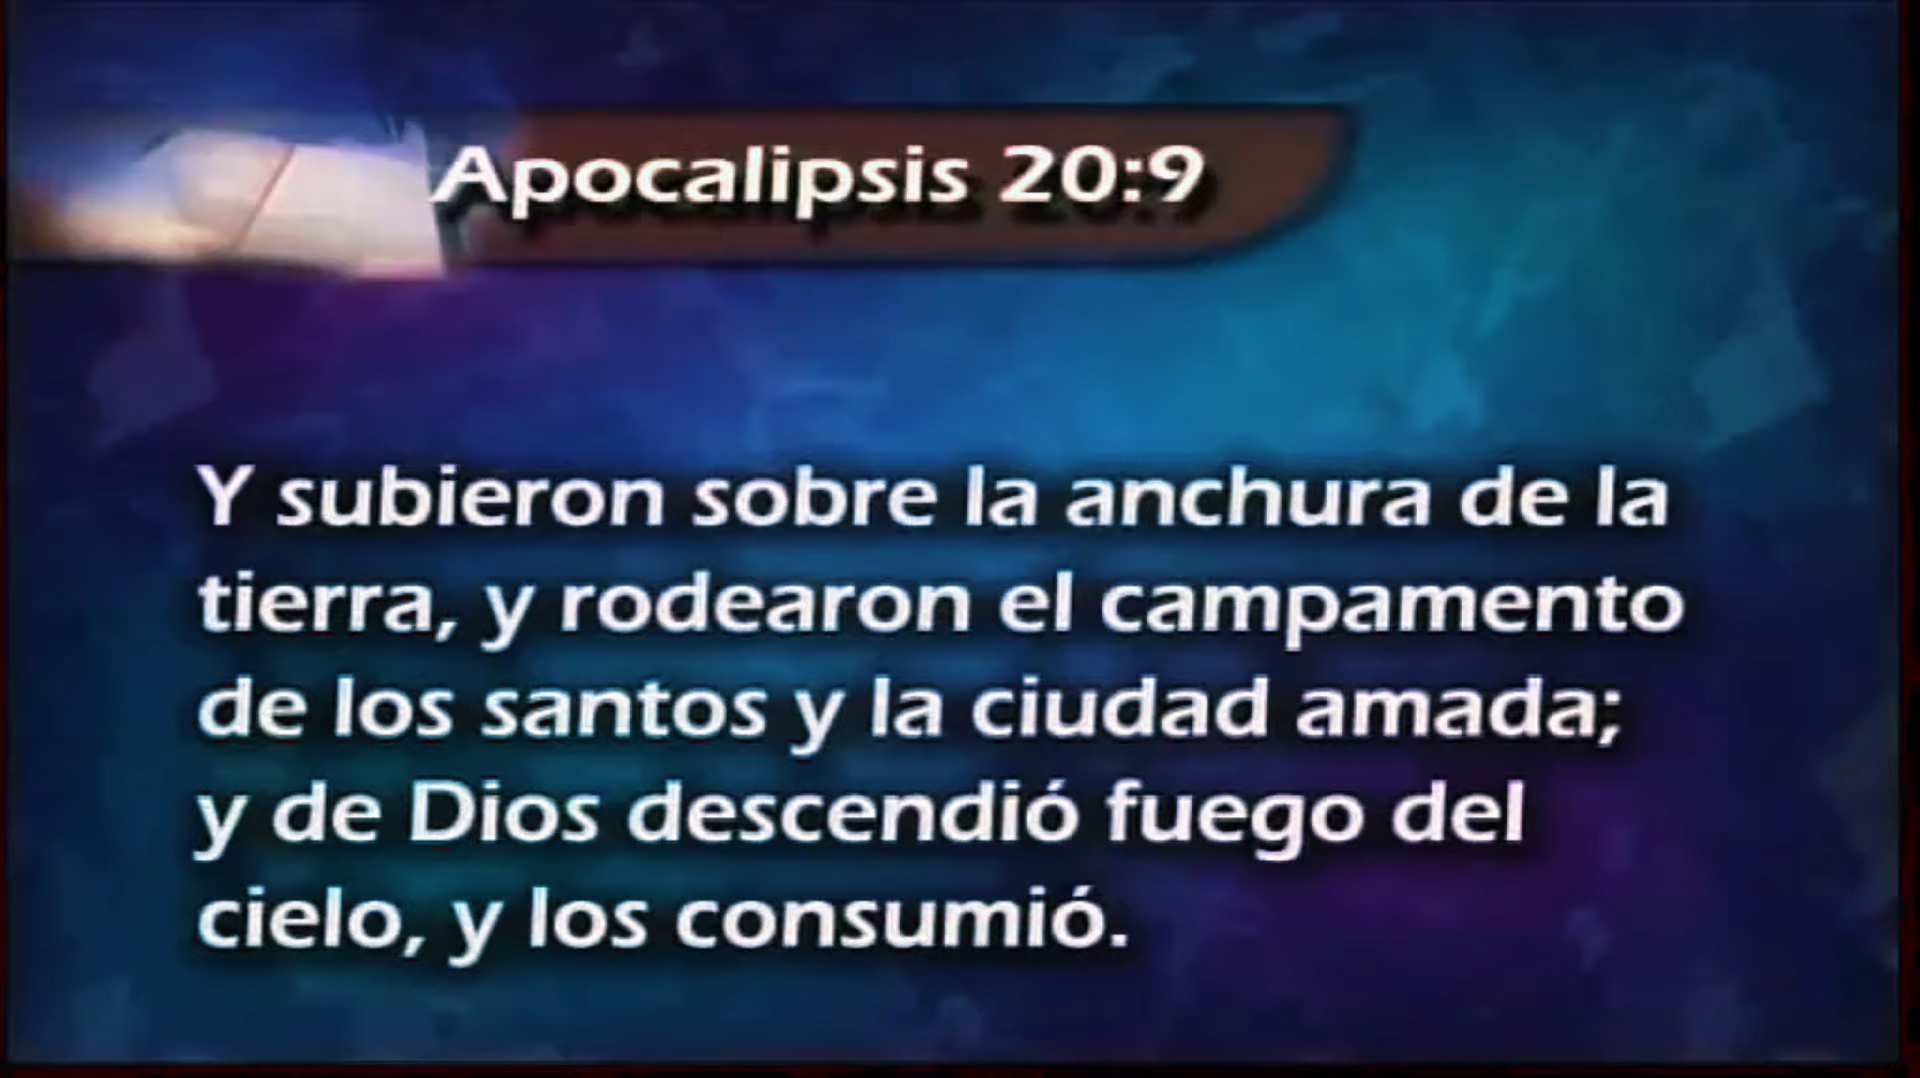 Apocalipsis 20:9
Y subieron sobre la anchura de la
tierra, y rodearon el campamento
de los santos y la ciudad amada;
y de Dios descendió fuego del
cielo, y los consumió.